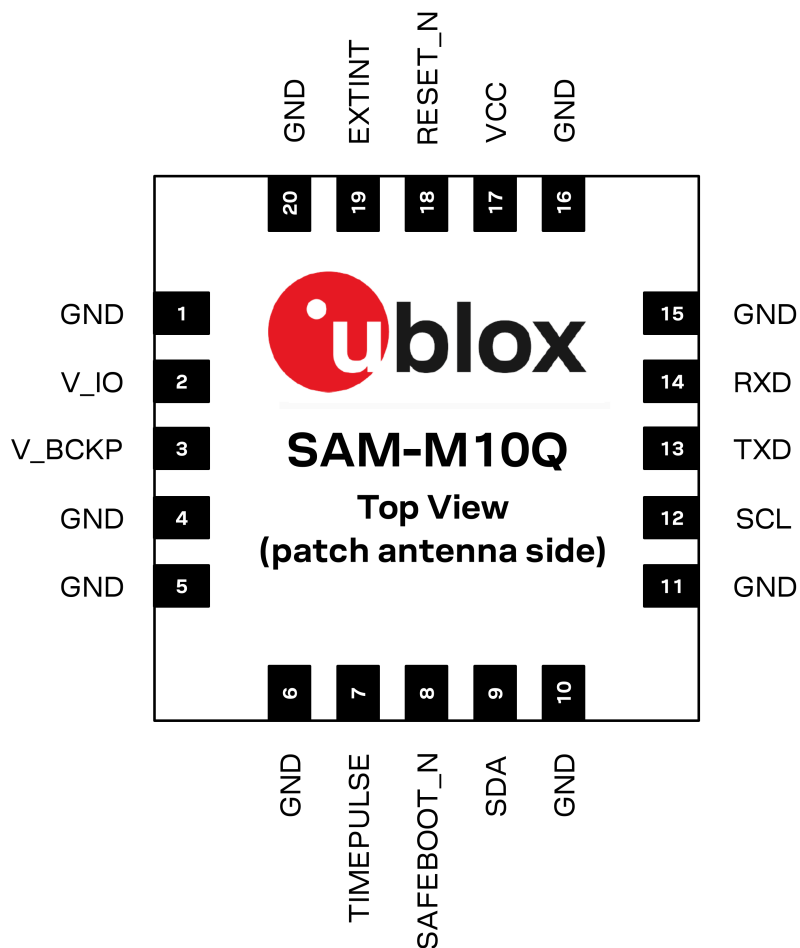 GND
EXTINT
RESET_N
VCC
GND
20
19
18
17
16
GND
1
15
GND
V_IO
2
14
RXD
V_BCKP
3
13
TXD
GND
4
12
SCL
GND
5
11
GND
ublox
SAM-M10Q
Top View
(patch antenna side)
6
7
8
9
10
GND
TIMEPULSE
SAFEBOOT_N
SDA
GND